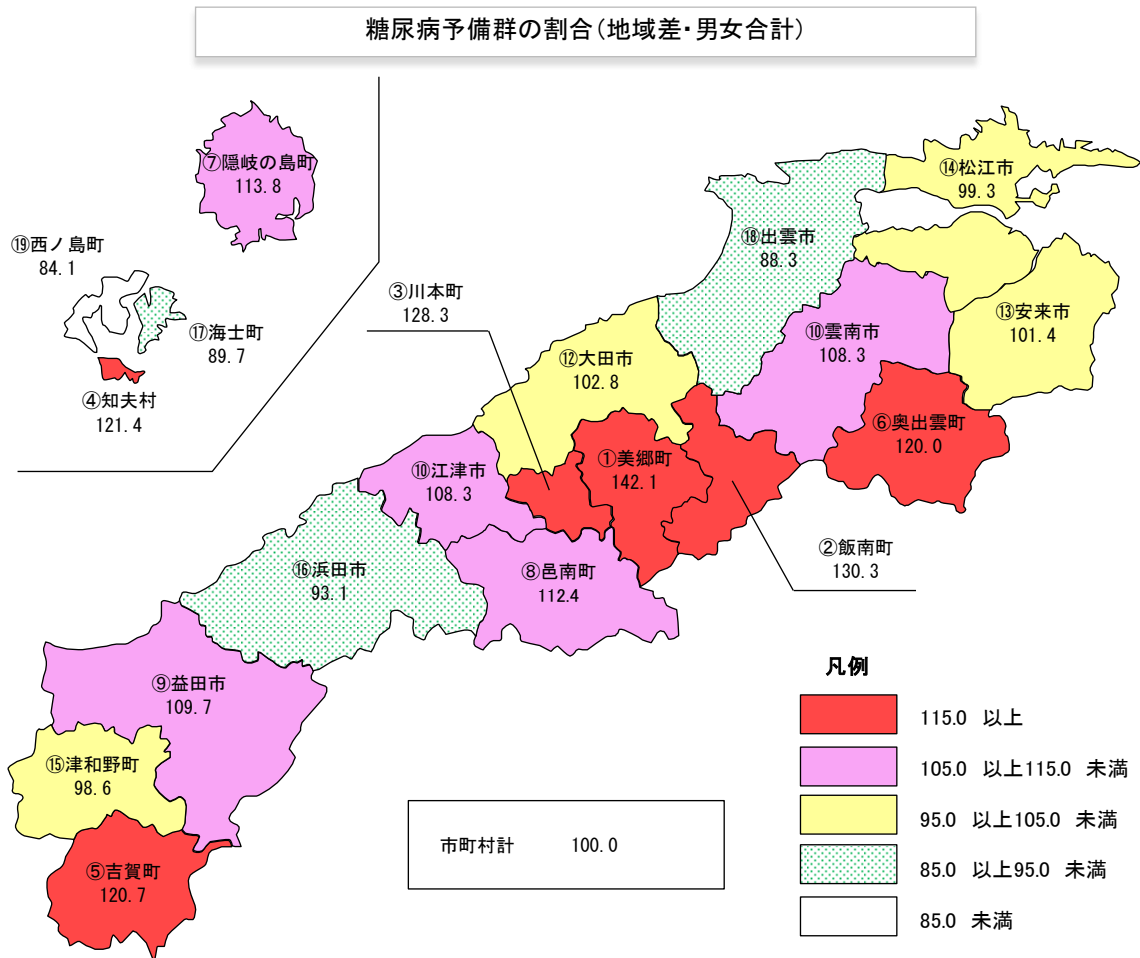 糖尿病予備群の割合(地域差・男女合計)
⑦隠岐の島町
113.8
⑲西ノ島町
84.1
⑰海士町
89.7
④知夫村
121.4
⑭松江市
99.3
⑱出雲市
88.3
③川本町
128.3
⑬安来市
101.4
⑩雲南市
108.3
⑫大田市
102.8
⑥奥出雲町
120.0
①美郷町
142.1
⑩江津市
108.3
②飯南町
130.3
⑯浜田市
93.1
⑧邑南町
112.4
⑨益田市
109.7
⑮津和野町
98.6
⑤吉賀町
120.7
市町村計 100.0
凡例
115.0 以上
105.0 以上115.0 未満
95.0 以上105.0 未満
85.0 以上95.0 未満
85.0 未満